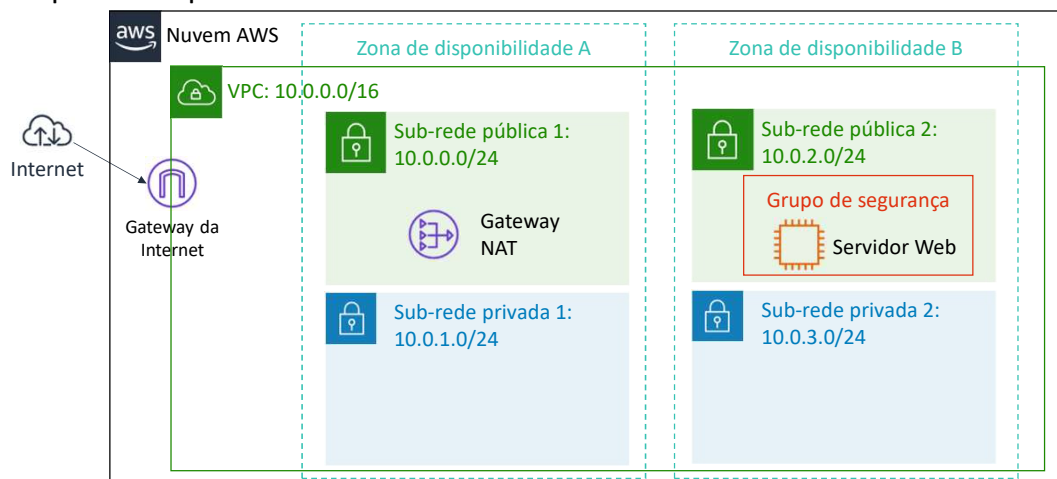 aws
Nuvem AWS
Zona de disponibilidade A
Zona de disponibilidade B
VPC: 10.0.0.0/16
Internet
Gateway da
Internet
Sub-rede pública 1:
10.0.0.0/24
Gateway
NAT
Sub-rede pública 2:
10.0.2.0/24
Grupo de segurança
Servidor Web
Sub-rede privada 1:
10.0.1.0/24
Sub-rede privada 2:
10.0.3.0/24